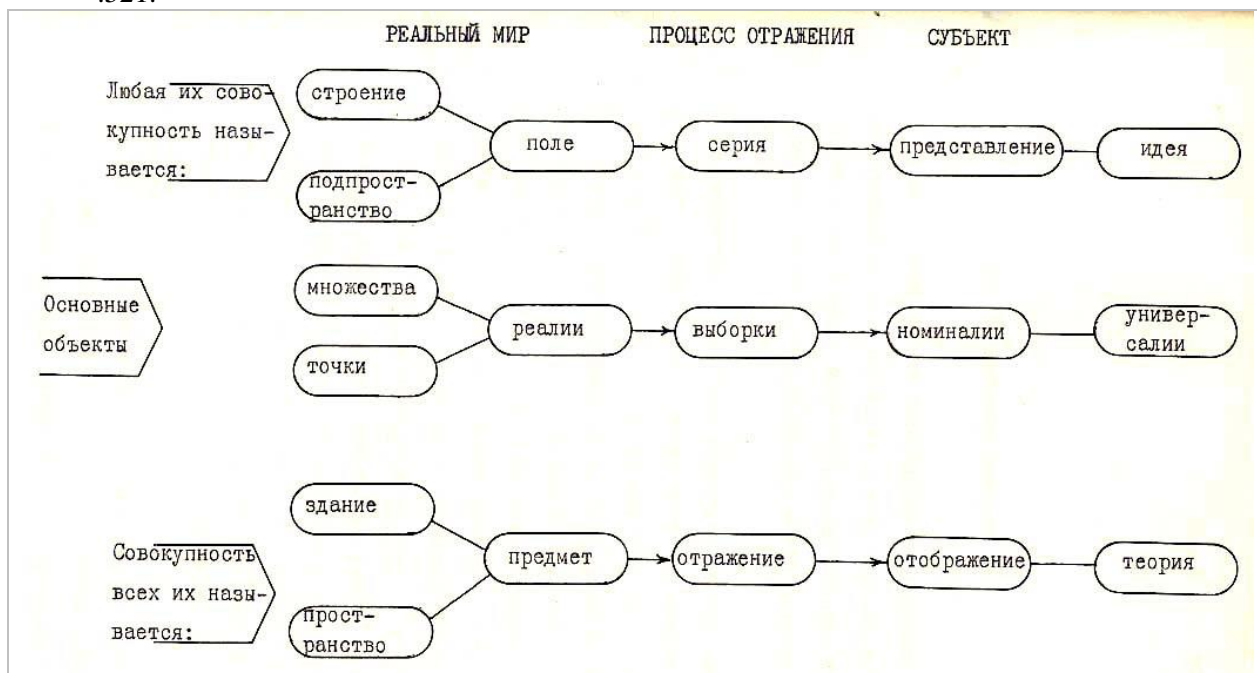 .321.
РЕАЛЬНЫЙ МИР ПРОЦЕСС ОТРАЖЕНИЯ СУБЪЕКТ
Любая их сово-
купность назы-
вается:
строение
подпрост-
ранство
поле
серия
представление
идея
Основные
объекты
множества
точки
реалии
выборки
номиналии
универ-
салии
Совокупность
всех их назы-
вается:
здание
прост-
ранство
предмет
отражение
отображение
теория